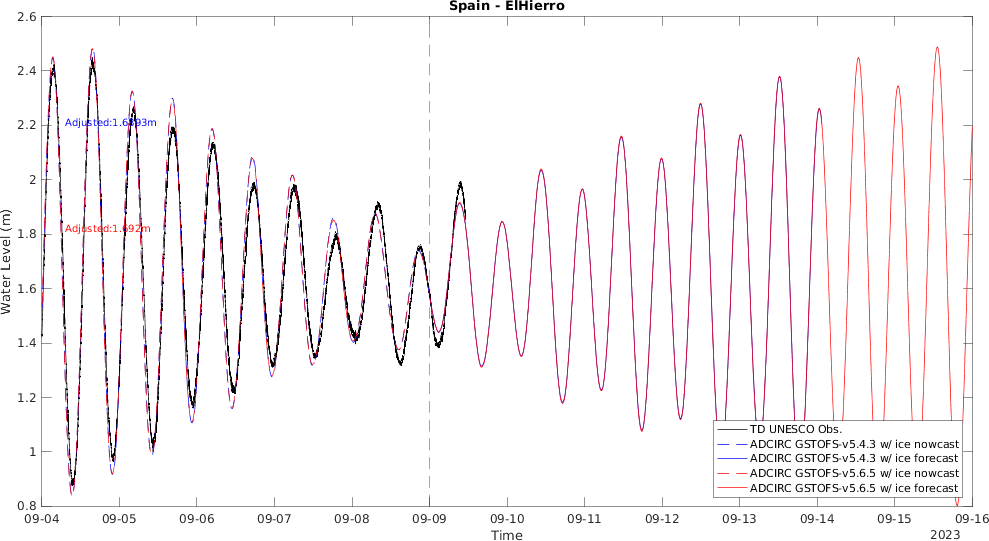 Spain - ElHierro
2.6
2.4
2.2
2
1.8
1.6
1.4
1.2
1
0.8
Water Level (m)
Adjusted:1.6893m
Adjusted:1.692m
TD UNESCO Obs.
ADCIRC GSTOFS-v5.4.3 w/ ice nowcast
ADCIRC GSTOFS-v5.4.3 w/ ice forecast
ADCIRC GSTOFS-v5.6.5 w/ ice nowcast
ADCIRC GSTOFS-v5.6.5 w/ ice forecast
09-04 09-05 09-06 09-07 09-08 09-09 09-10 09-11 09-12 09-13 09-14 09-15 09-16
Time
2023